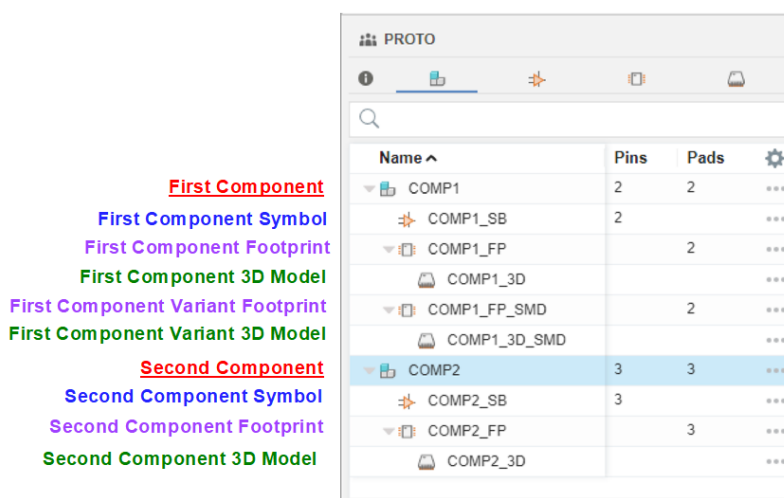 PROTO
Name Pins Pads
First Component COMP1 2 2
First Component Symbol COMP1_SB 2
First Component Footprint COMP1_FP 2
First Component 3D Model COMP1_3D
First Component Variant Footprint COMP1_FP_SMD 2
First Component Variant 3D Model COMP1_3D_SMD
Second Component COMP2 3 3
Second Component Symbol COMP2_SB 3
Second Component Footprint COMP2_FP 3
Second Component 3D Model COMP2_3D